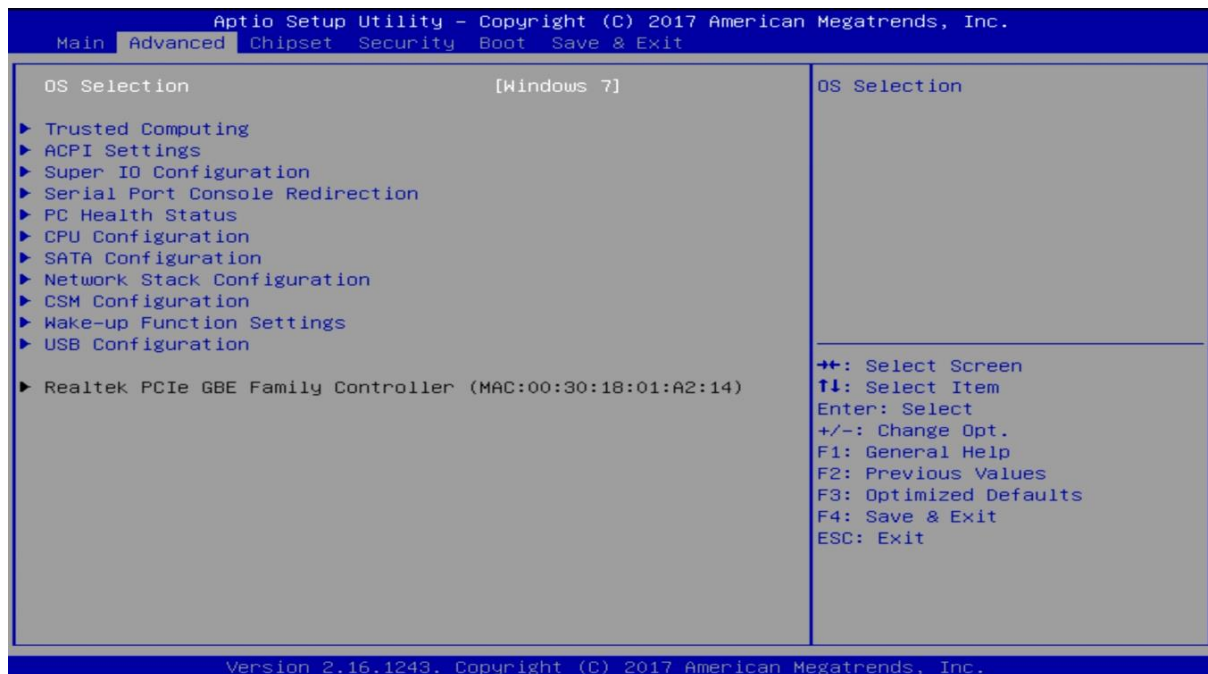 Aptio Setup Utility – Copyright (C) 2017 American Megatrends, Inc.
Main Advanced Chipset Security Boot Save & Exit
OS Selection [Windows 7]
▶ Trusted Computing
▶ ACPI Settings
▶ Super IO Configuration
▶ Serial Port Console Redirection
▶ PC Health Status
▶ CPU Configuration
▶ SATA Configuration
▶ Network Stack Configuration
▶ CSM Configuration
▶ Wake-up Function Settings
▶ USB Configuration
▶ Realtek PCIe GBE Family Controller (MAC:00:30:18:01:A2:14)
OS Selection
→←: Select Screen
↑↓: Select Item
Enter: Select
+/-: Change Opt.
F1: General Help
F2: Previous Values
F3: Optimized Defaults
F4: Save & Exit
ESC: Exit
Version 2.16.1243. Copyright (C) 2017 American Megatrends, Inc.